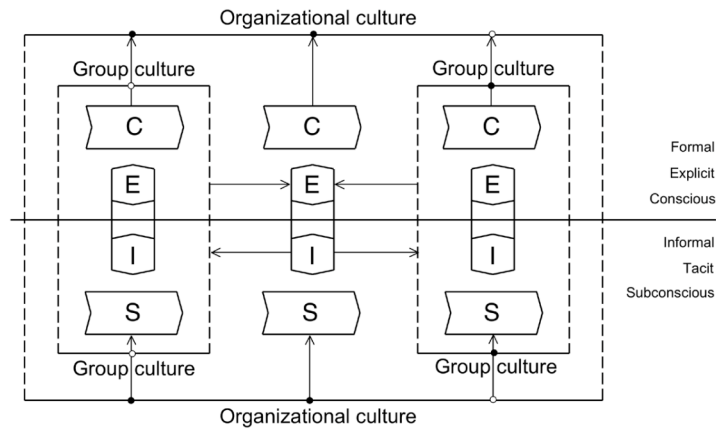 Organizational culture
Group culture
Group culture
C
C
C
Formal
E
E
E
Explicit
Conscious
Informal
I
I
I
Tacit
Subconscious
S
S
S
Group culture
Group culture
Organizational culture